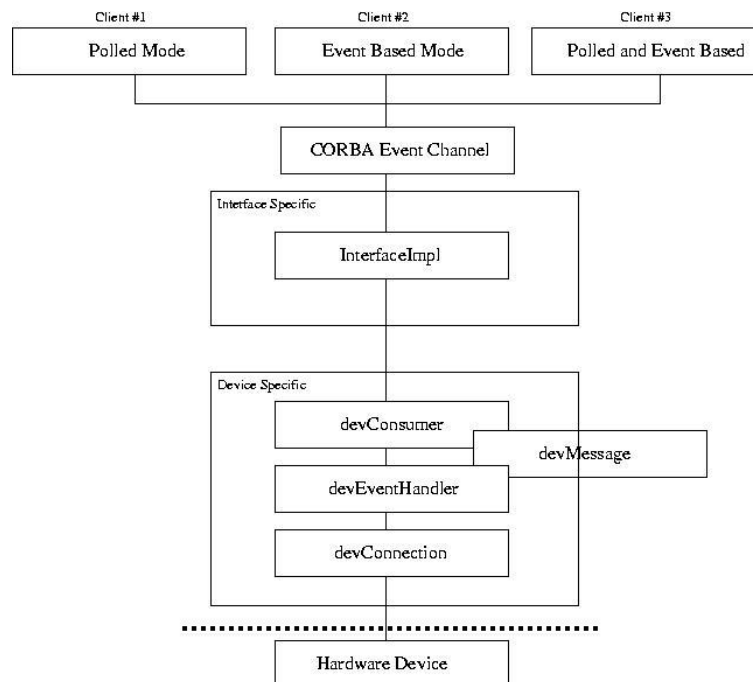 Client #1
Client #2
Client #3
Polled Mode
Event Based Mode
Polled and Event Based
CORBA Event Channel
Interface Specific
InterfaceImpl
Device Specific
devConsumer
devMessage
devEventHandler
devConnection
Hardware Device